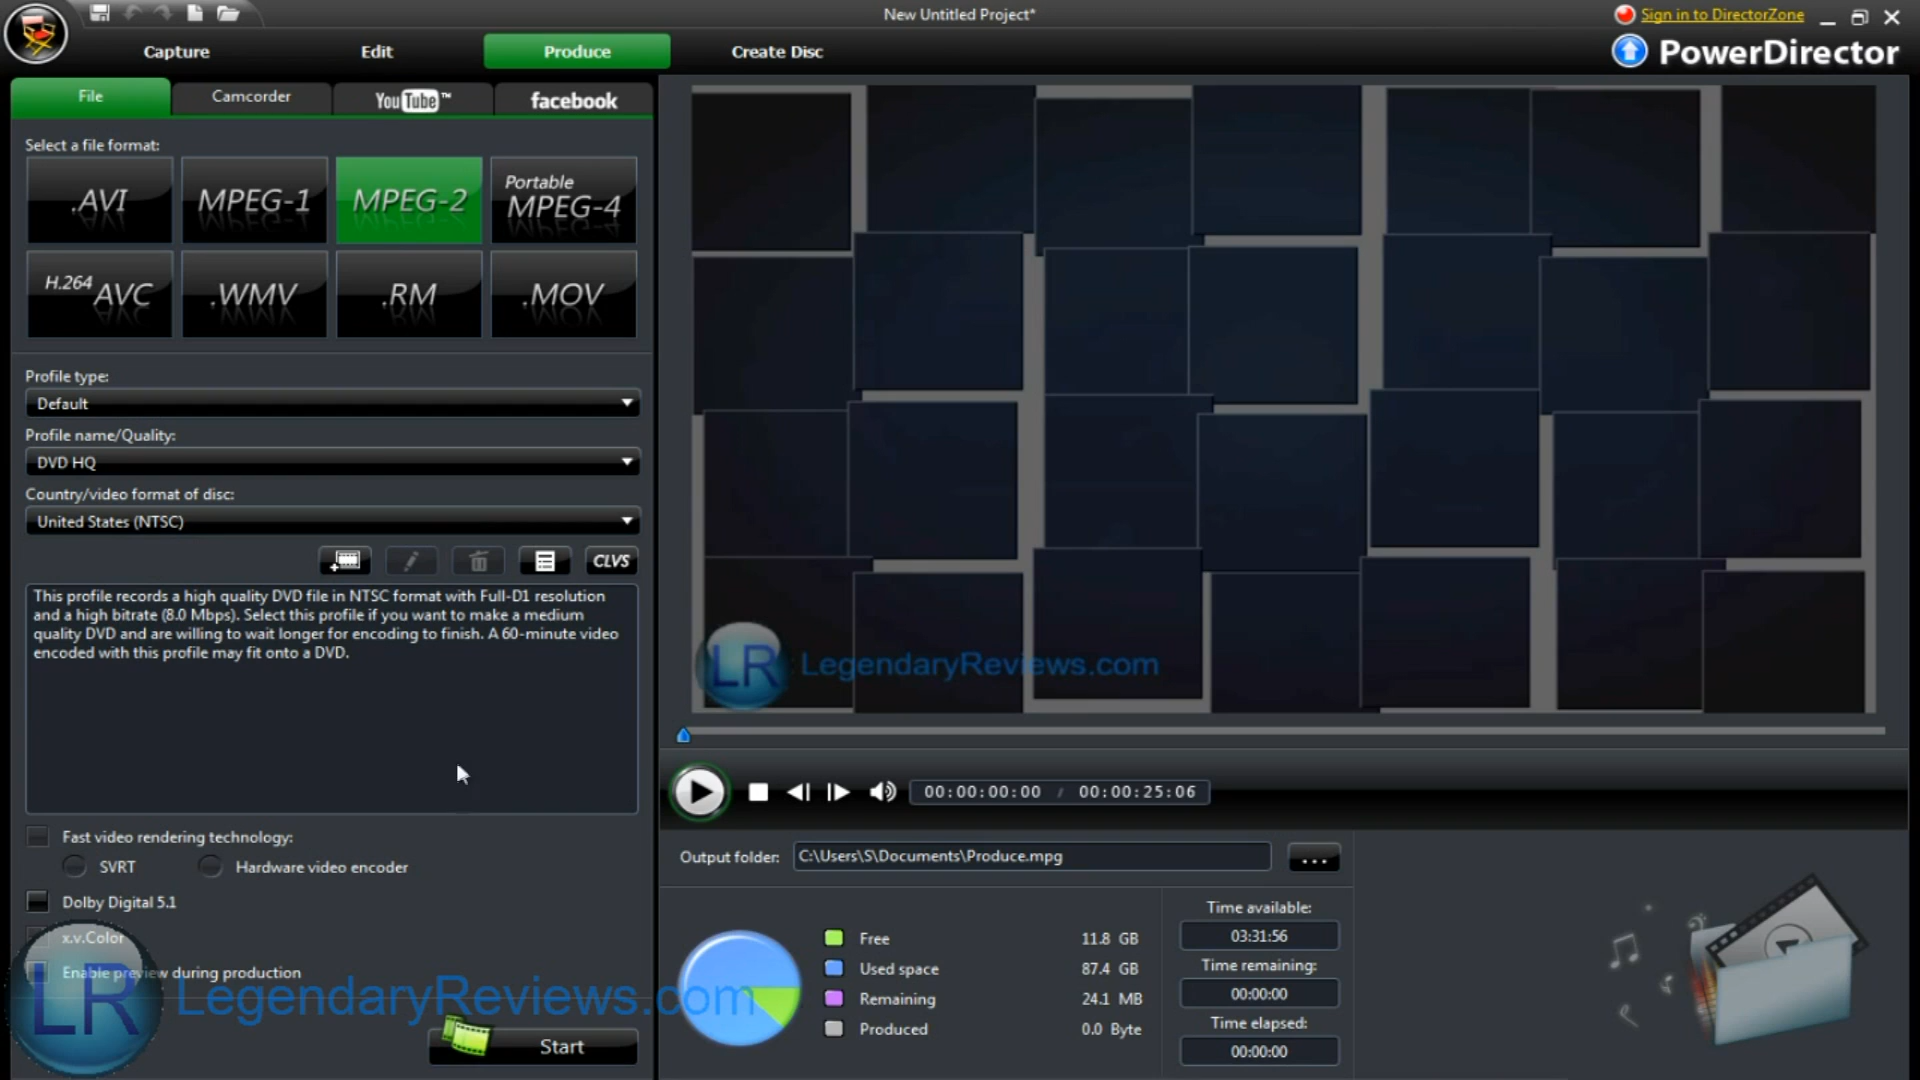 New Untitled Project*
Sign in to DirectorZone
Capture
Edit
Produce
Create Disc
PowerDirector
File
Camcorder
YouTube™
facebook
Select a file format:
.AVI
MPEG-1
MPEG-2
Portable MPEG-4
H.264 AVC
.WMV
.RM
.MOV
Profile type:
Default
Profile name/Quality:
DVD HQ
Country/video format of disc:
United States (NTSC)
CLVS
This profile records a high quality DVD file in NTSC format with Full-D1 resolution
and a high bitrate (8.0 Mbps). Select this profile if you want to make a medium
quality DVD and are willing to wait longer for encoding to finish. A 60-minute video
encoded with this profile may fit onto a DVD.
Fast video rendering technology:
SVRT
Hardware video encoder
Dolby Digital 5.1
x.v.Color
Enable preview during production
LR LegendaryReviews.com
Start
LR LegendaryReviews.com
00:00:00:00 / 00:00:25:06
Output folder: C:\Users\S\Documents\Produce.mpg
...
Free 11.8 GB
Used space 87.4 GB
Remaining 24.1 MB
Produced 0.0 Byte
Time available:
03:31:56
Time remaining:
00:00:00
Time elapsed:
00:00:00